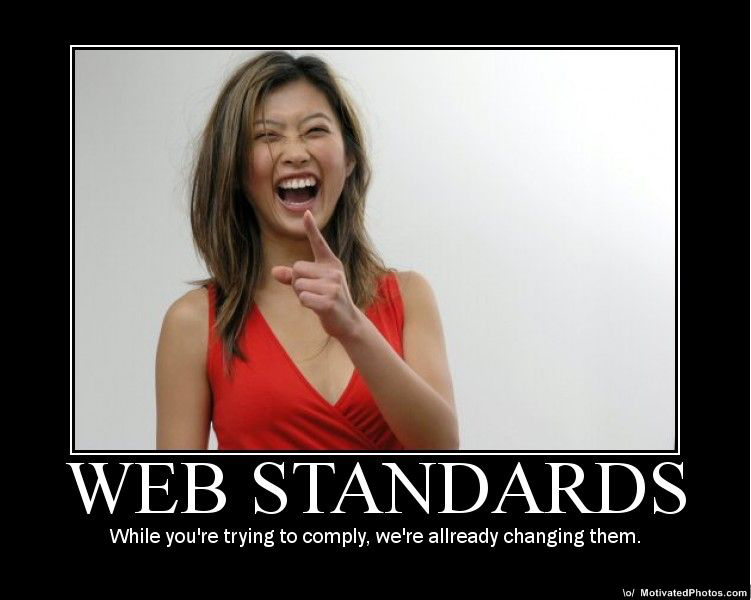 WEB STANDARDS
While you're trying to comply, we're allready changing them.
\o/ MotivatedPhotos.com